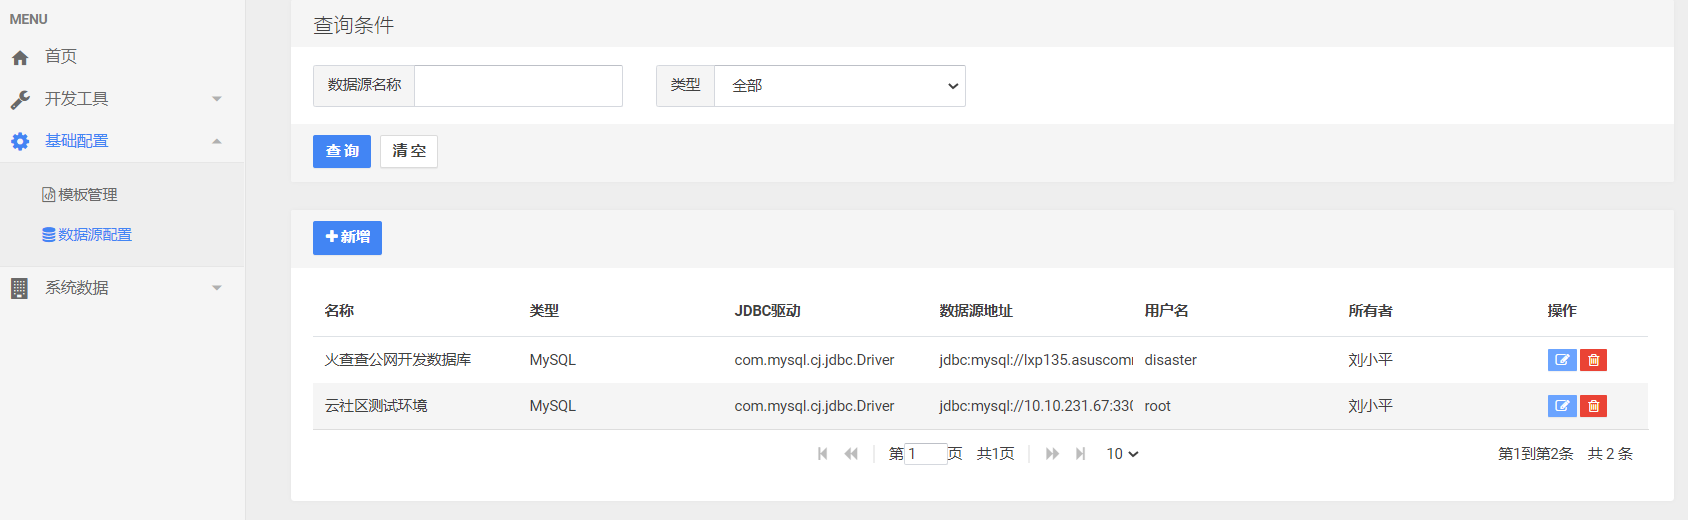 MENU
首页
开发工具
基础配置
模板管理
数据源配置
系统数据
查询条件
数据源名称 类型 全部
查询 清空
新增
名称 类型 JDBC驱动 数据源地址 用户名 所有者 操作
火查查公网开发数据库 MySQL com.mysql.cj.jdbc.Driver jdbc:mysql://lxp135.asuscom disaster 刘小平
云社区测试环境 MySQL com.mysql.cj.jdbc.Driver jdbc:mysql://10.10.231.67:330 root 刘小平
第1页 共1页 10 第1到第2条 共 2 条